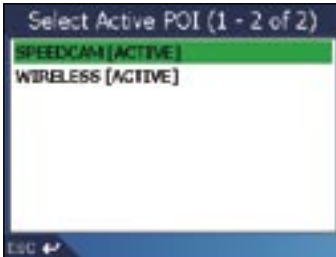 Select Active POI (1 - 2 of 2)
SPEEDCAM [ACTIVE]
WIRELESS [ACTIVE]
ESC